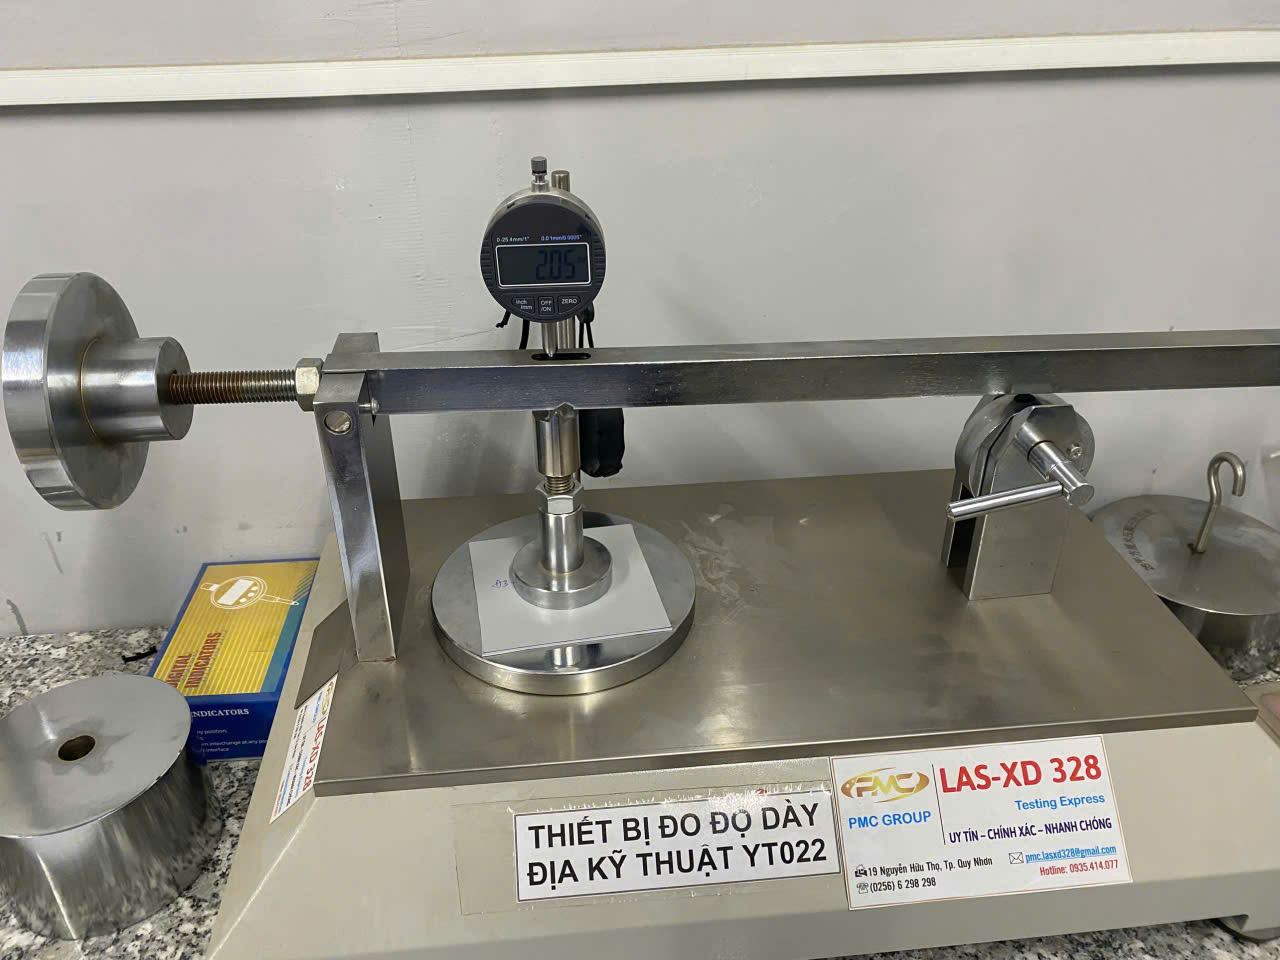 0-25.4mm/1" 0.01mm/0.0005"
2.05
inch/mm OFF/ON ZERO
DIGITAL
INDICATORS
INDICATORS
LAS-XD 328
THIẾT BỊ ĐO ĐỘ DÀY
ĐỊA KỸ THUẬT YT022
PMC
PMC GROUP
LAS-XD 328
Testing Express
UY TÍN – CHÍNH XÁC – NHANH CHÓNG
19 Nguyễn Hữu Thọ, Tp. Quy Nhơn
(0256) 6 298 298
pmc.lasxd328@gmail.com
Hotline: 0935.414.077